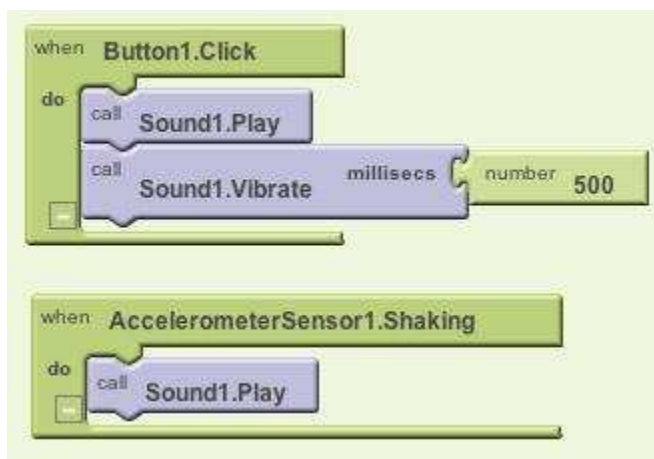 when Button1.Click
do
call Sound1.Play
call Sound1.Vibrate millisecs number 500
when AccelerometerSensor1.Shaking
do
call Sound1.Play